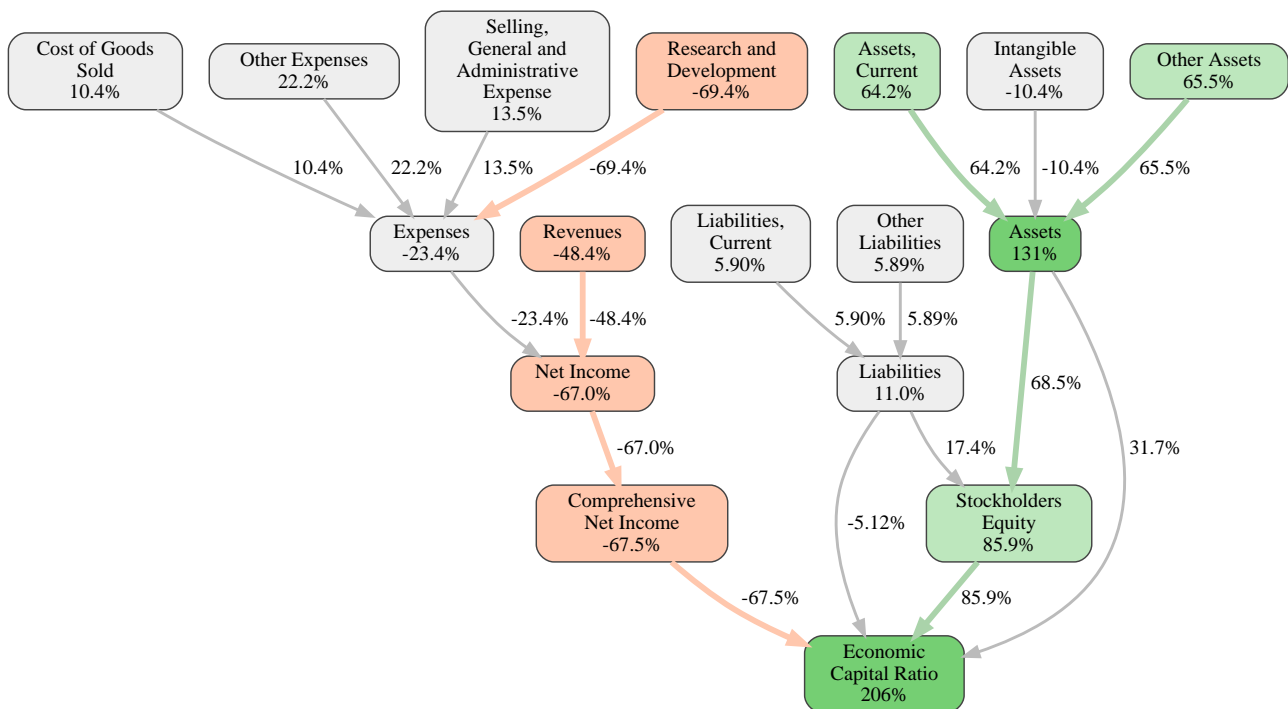 Cost of Goods
Sold
10.4%
Other Expenses
22.2%
Selling,
General and
Administrative
Expense
13.5%
Research and
Development
-69.4%
Assets,
Current
64.2%
Intangible
Assets
-10.4%
Other Assets
65.5%
10.4%
22.2%
13.5%
-69.4%
64.2%
-10.4%
65.5%
Expenses
-23.4%
Revenues
-48.4%
Liabilities,
Current
5.90%
Other
Liabilities
5.89%
Assets
131%
-23.4%
-48.4%
5.90%
5.89%
Net Income
-67.0%
Liabilities
11.0%
68.5%
-67.0%
17.4%
31.7%
Comprehensive
Net Income
-67.5%
-5.12%
Stockholders
Equity
85.9%
-67.5%
85.9%
Economic
Capital Ratio
206%